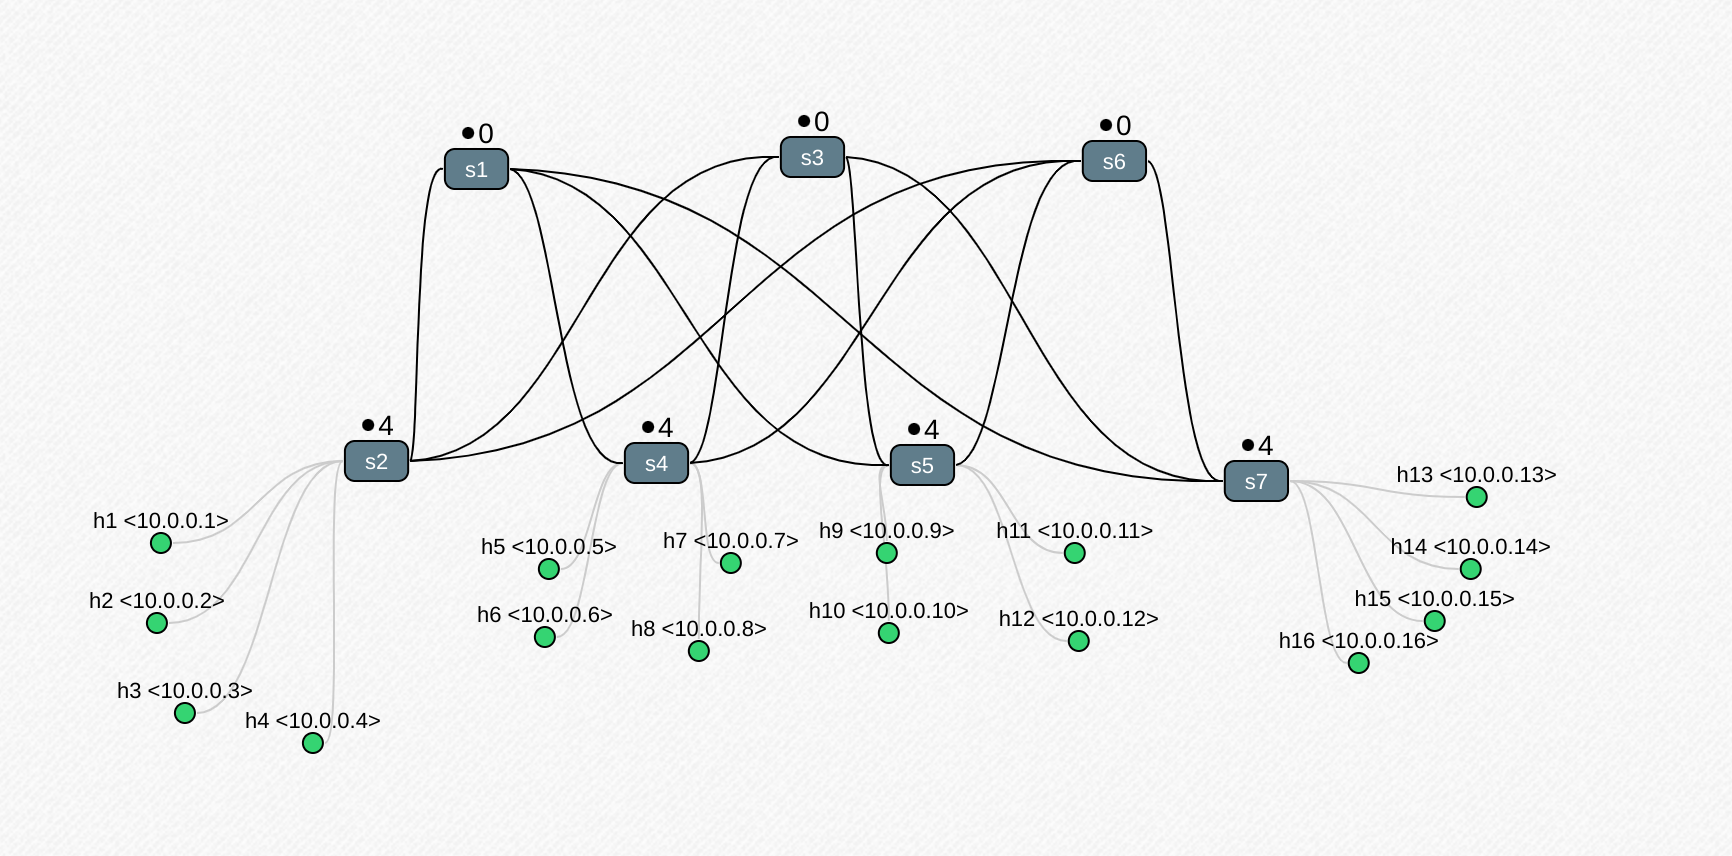 ●0
s1
●0
s3
●0
s6
●4
s2
●4
s4
●4
s5
●4
s7
h1 <10.0.0.1>
h2 <10.0.0.2>
h3 <10.0.0.3>
h4 <10.0.0.4>
h5 <10.0.0.5>
h6 <10.0.0.6>
h7 <10.0.0.7>
h8 <10.0.0.8>
h9 <10.0.0.9>
h10 <10.0.0.10>
h11 <10.0.0.11>
h12 <10.0.0.12>
h13 <10.0.0.13>
h14 <10.0.0.14>
h15 <10.0.0.15>
h16 <10.0.0.16>